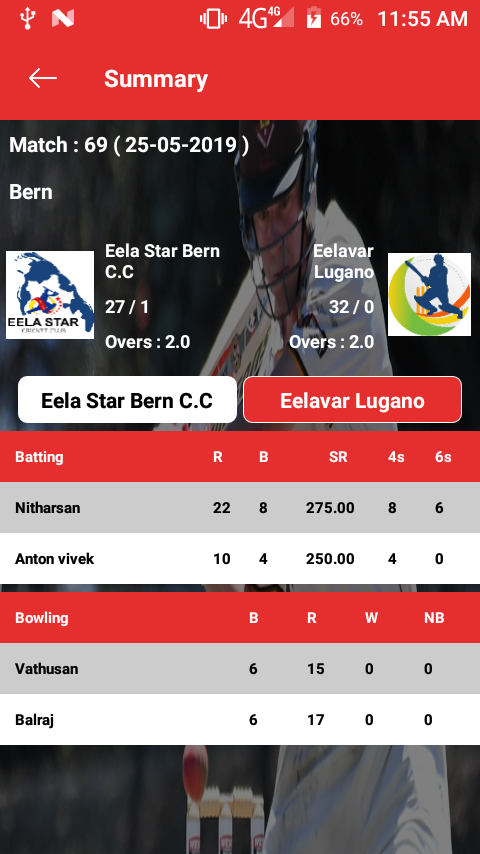 4G 4G 66% 11:55 AM
Summary
Match : 69 ( 25-05-2019 )
Bern
Eela Star Bern
C.C
27 / 1
Overs : 2.0
Eelavar
Lugano
32 / 0
Overs : 2.0
EELA STAR
CRICKET CLUB
Eela Star Bern C.C
Eelavar Lugano
Batting R B SR 4s 6s
Nitharsan 22 8 275.00 8 6
Anton vivek 10 4 250.00 4 0
Bowling B R W NB
Vathusan 6 15 0 0
Balraj 6 17 0 0